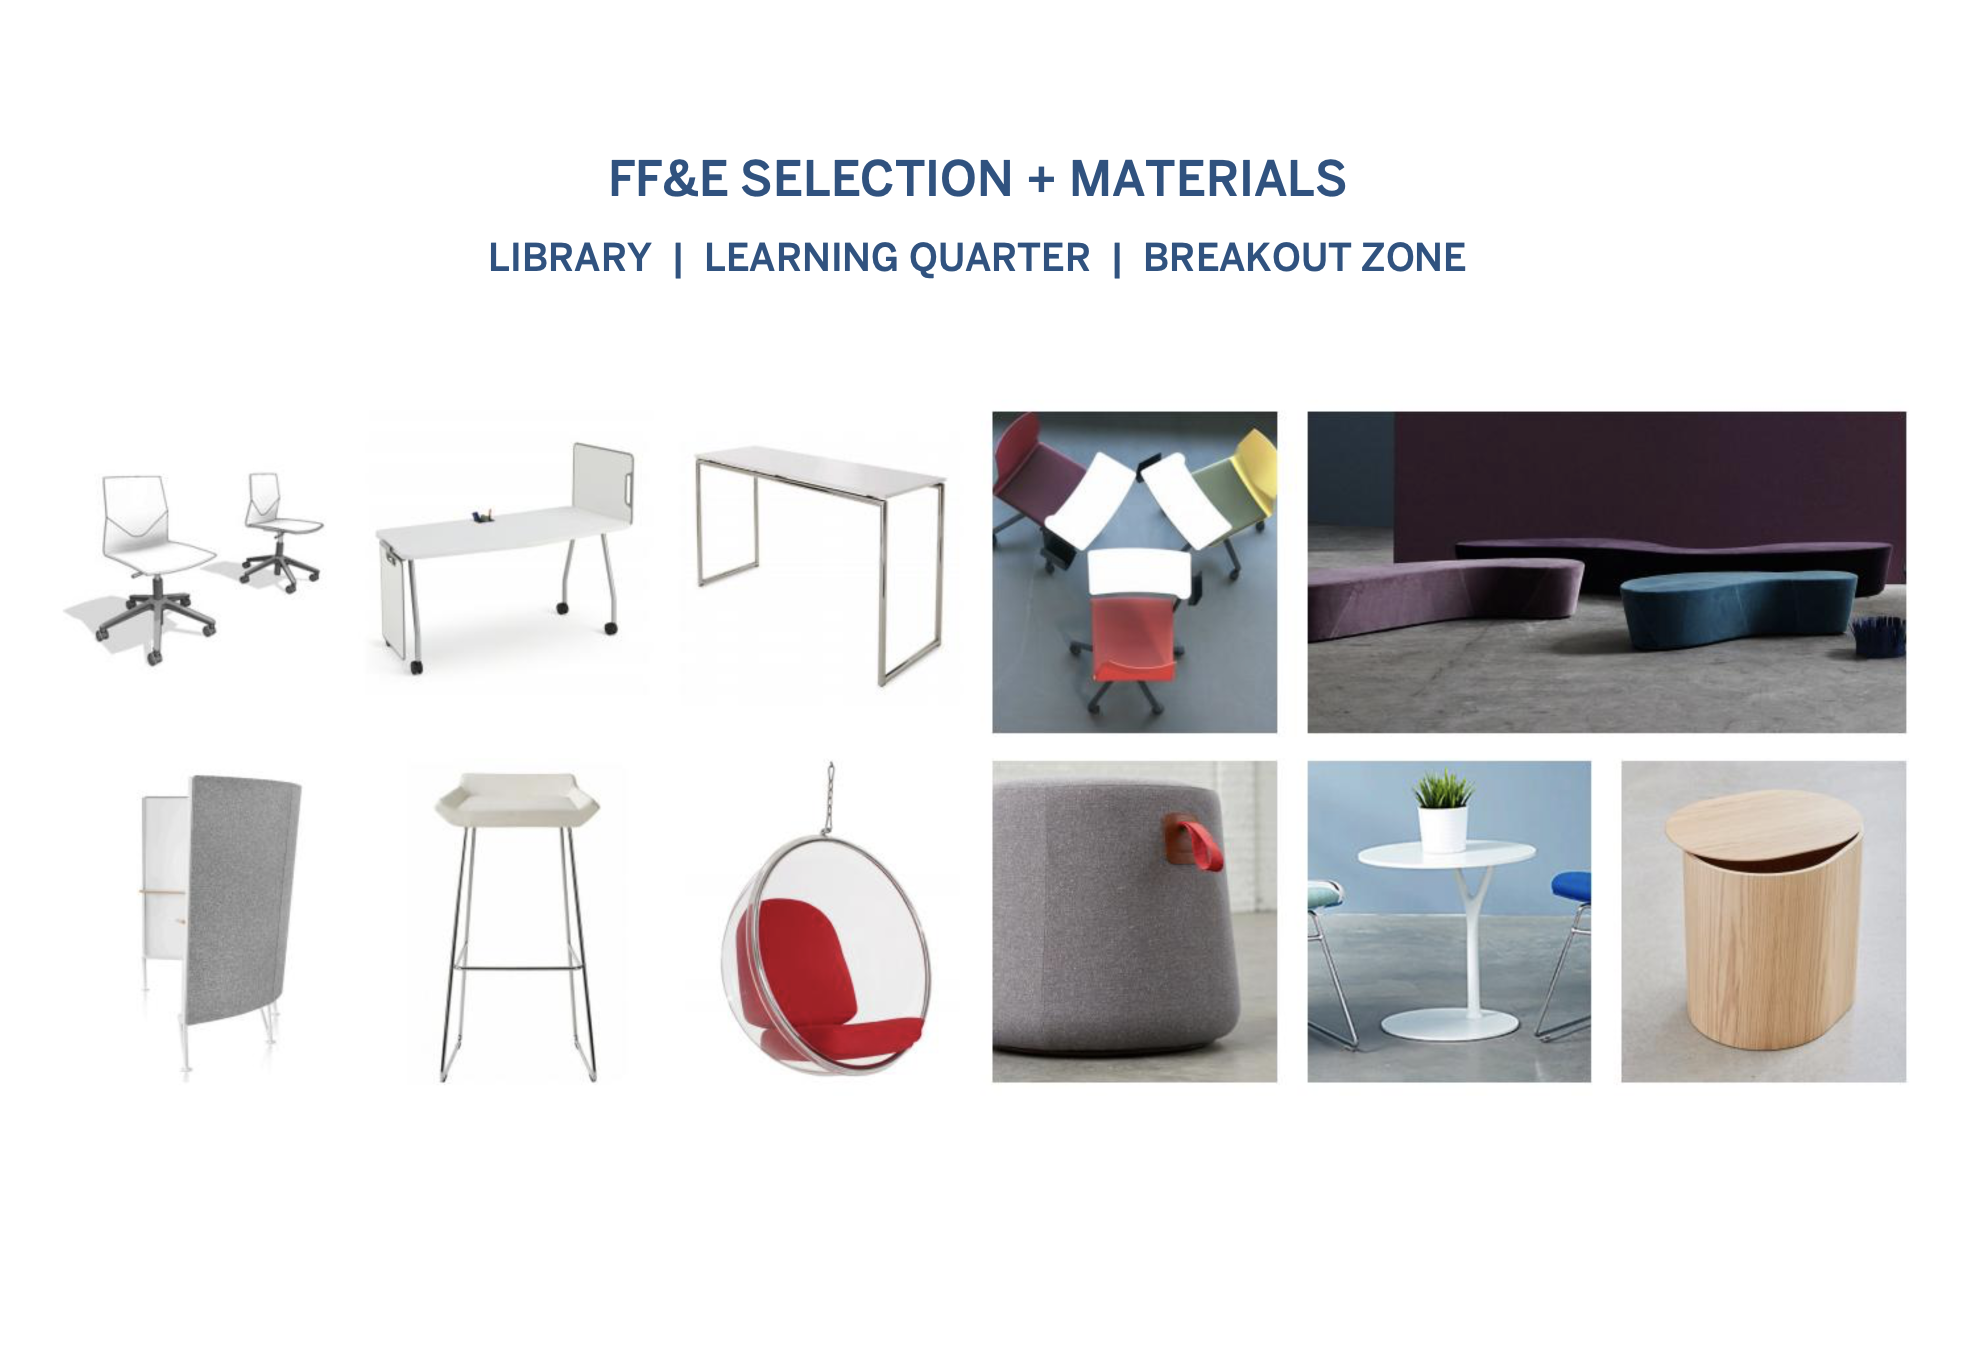 FF&E SELECTION + MATERIALS
LIBRARY | LEARNING QUARTER | BREAKOUT ZONE